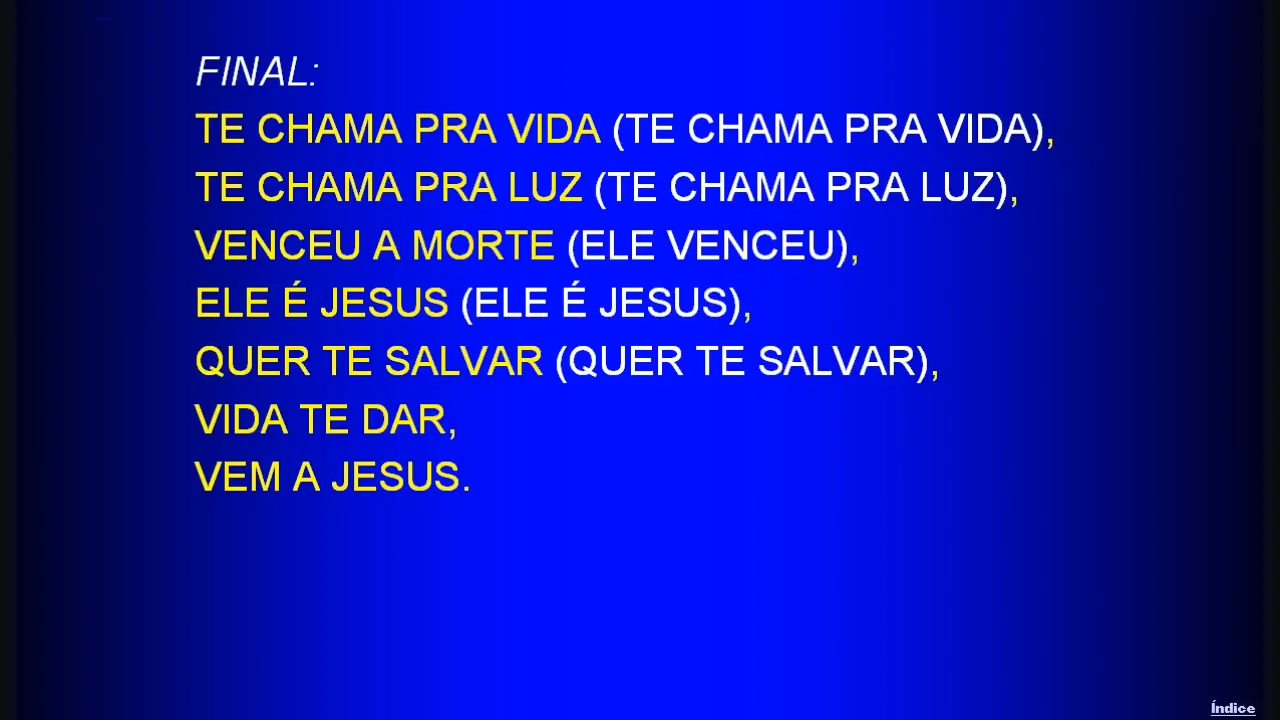 FINAL:
TE CHAMA PRA VIDA (TE CHAMA PRA VIDA),
TE CHAMA PRA LUZ (TE CHAMA PRA LUZ),
VENCEU A MORTE (ELE VENCEU),
ELE É JESUS (ELE É JESUS),
QUER TE SALVAR (QUER TE SALVAR),
VIDA TE DAR,
VEM A JESUS.
Índice